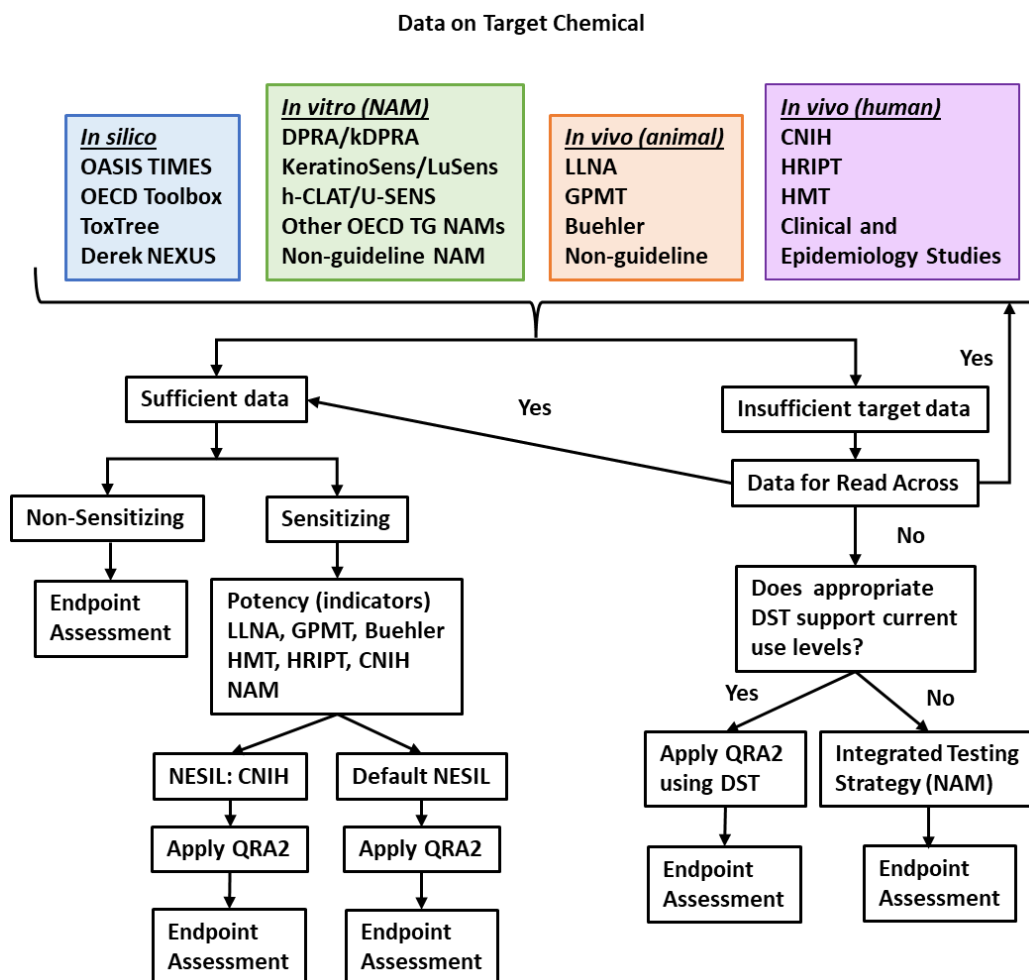 Data on Target Chemical
In silico
OASIS TIMES
OECD Toolbox
ToxTree
Derek NEXUS
In vitro (NAM)
DPRA/kDPRA
KeratinoSens/LuSens
h-CLAT/U-SENS
Other OECD TG NAMs
Non-guideline NAM
In vivo (animal)
LLNA
GPMT
Buehler
Non-guideline
In vivo (human)
CNIH
HRIPT
HMT
Clinical and
Epidemiology Studies
Sufficient data
Yes
Insufficient target data
Yes
Data for Read Across
Non-Sensitizing
Sensitizing
No
Endpoint
Assessment
Potency (indicators)
LLNA, GPMT, Buehler
HMT, HRIPT, CNIH
NAM
Does appropriate
DST support current
use levels?
Yes
No
NESIL: CNIH
Default NESIL
Apply QRA2
using DST
Integrated Testing
Strategy (NAM)
Apply QRA2
Apply QRA2
Endpoint
Assessment
Endpoint
Assessment
Endpoint
Assessment
Endpoint
Assessment